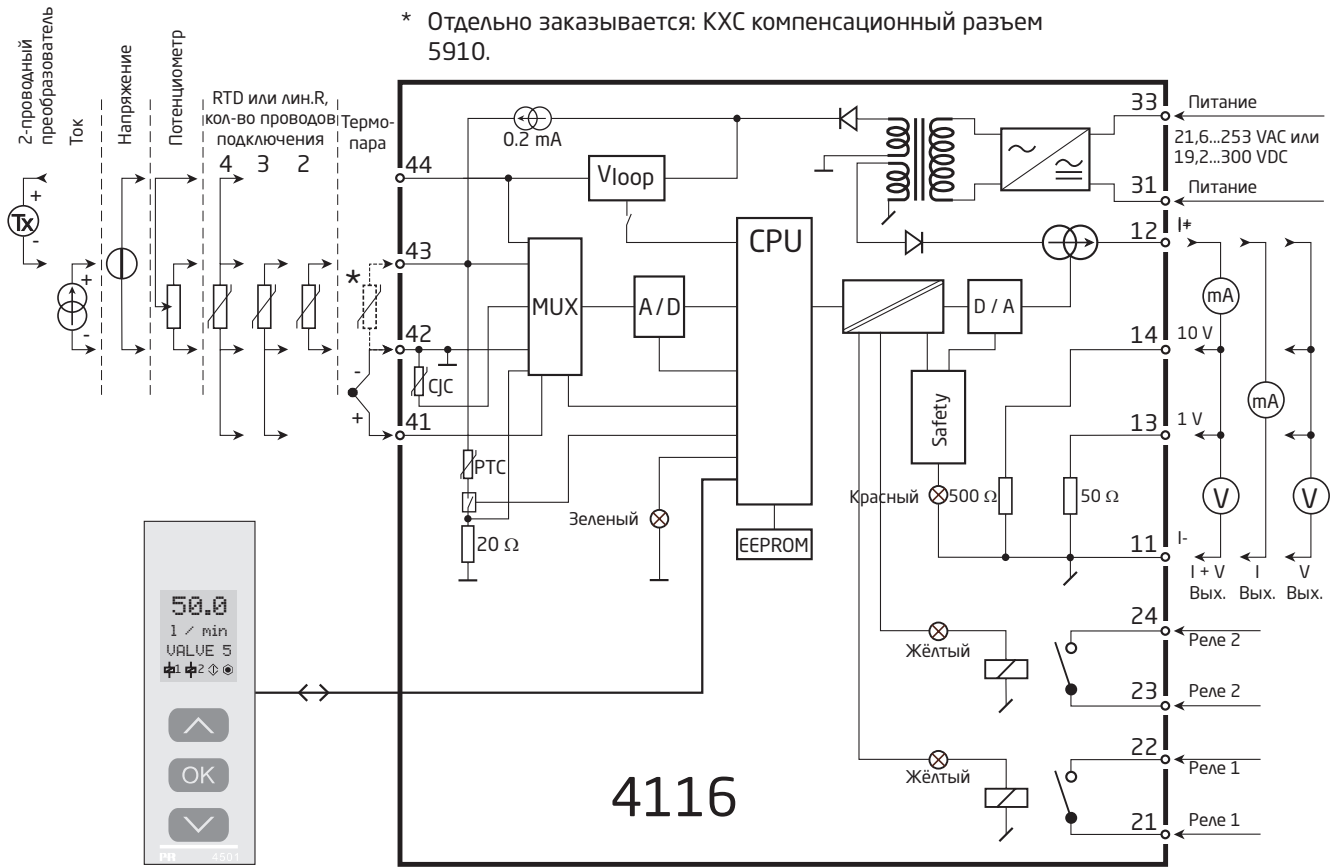 * Отдельно заказывается: KXC компенсационный разъем
5910.
2-проводный
преобразователь
Ток
Напряжение
Потенциометр
RTD или лин.R,
кол-во проводов
подключения
4 3 2
Термо-
пара
+
Tx
-
+
-
*
-
+
44
43
42
41
0.2 mA
Vloop
MUX
A/D
CPU
CJC
PTC
20 Ω
Зеленый
EEPROM
D / A
Safety
Красный
500 Ω
50 Ω
33 Питание
21,6...253 VAC или
19,2...300 VDC
31 Питание
12 I+
mA
14 10 V
mA
13 1 V
V
V
11 I-
I + V
Вых.
I
Вых.
V
Вых.
24 Реле 2
Жёлтый
23 Реле 2
22 Реле 1
Жёлтый
21 Реле 1
4116
50.0
l / min
VALVE 5
1 2
OK
PR 4501